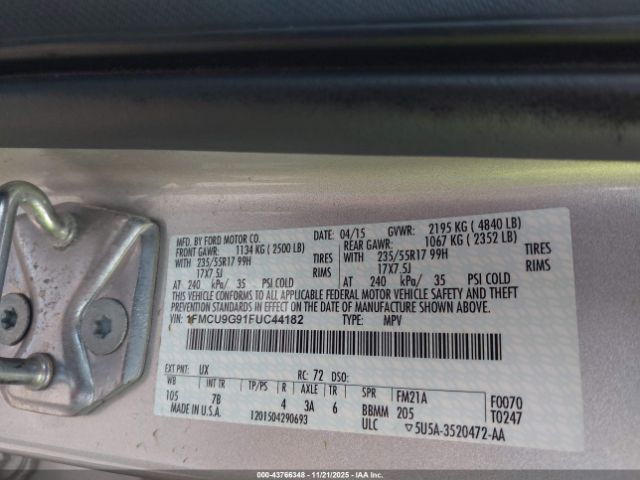 MFD. BY FORD MOTOR CO.
04/15 GVWR: 2195 KG ( 4840 LB)
FRONT GAWR: 1134 KG ( 2500 LB)
REAR GAWR: 1067 KG ( 2352 LB)
WITH 235/55R17 99H TIRES
WITH 235/55R17 99H TIRES
17X7.5J RIMS
17X7.5J RIMS
AT 240 kPa/ 35 PSI COLD
AT 240 kPa/ 35 PSI COLD
THIS VEHICLE CONFORMS TO ALL APPLICABLE FEDERAL MOTOR VEHICLE SAFETY AND THEFT
PREVENTION STANDARDS IN EFFECT ON THE DATE OF MANUFACTURE SHOWN ABOVE.
VIN: 1FMCU9G91FUC44182 TYPE: MPV
EXT PNT: UX RC: 72 DSO:
WB INT TR TP/PS R AXLE TR SPR FM21A F0070
105 7B 4 3A 6 BBMM 205 T0247
MADE IN U.S.A. 1201504290693 ULC ▽5U5A-3520472-AA
© 000-43766348 - 11/21/2025 - IAAI.COM